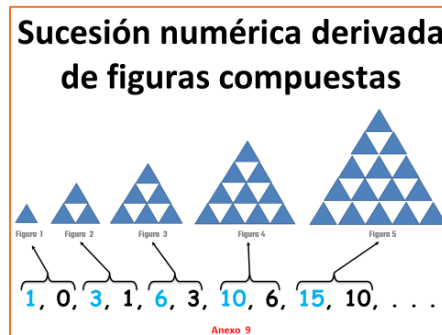 Sucesión numérica derivada
de figuras compuestas
Figura 1 Figura 2 Figura 3 Figura 4 Figura 5
1, 0, 3, 1, 6, 3, 10, 6, 15, 10, . . .
Anexo 9